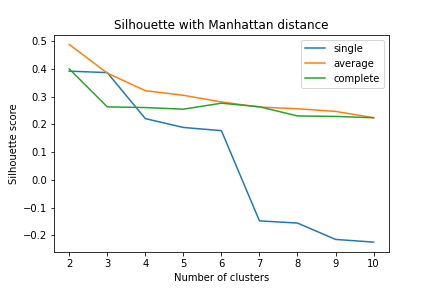 Silhouette with Manhattan distance
0.5
0.4
0.3
0.2
0.1
0.0
−0.1
−0.2
Silhouette score
single
average
complete
2 3 4 5 6 7 8 9 10
Number of clusters